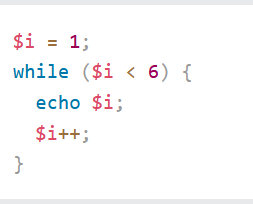 $i = 1;
while ($i < 6) {
  echo $i;
  $i++;
}